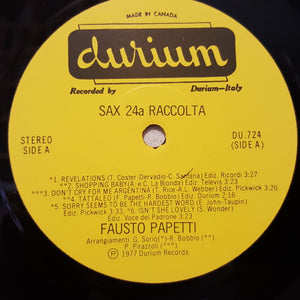 MADE IN CANADA
durium
Recorded by Durium-Italy
SAX 24a RACCOLTA
STEREO DU.724
SIDE A (SIDE A)
*1. REVELATIONS (T. Coster-Dervadio-C. Santana) Ediz. Ricordi 3:27
**2. SHOPPING BABY(A. e C. La Bionda) Ediz. Televis 3:23
***3. DON'T CRY FOR ME ARGENTINA (T. Rice-A.L. Webber) Ediz. Pickwick 3:20
**4. TATTALEO (F. Papetti-R. Bobbio) Ediz. Durium 2:16
*5. SORRY SEEMS TO BE THE HARDEST WORD (E. John-Taupin)
Ediz. Pickwick 3:31 *6. ISN'T SHE LOVELY (S. Wonder)
Ediz. Voce del Padrone 3:23
FAUSTO PAPETTI
Arrangiamenti: G. Sorio(*)-R. Bobbio (**)
P. Pirazzoli (***)
Ⓟ 1977 Durium Records